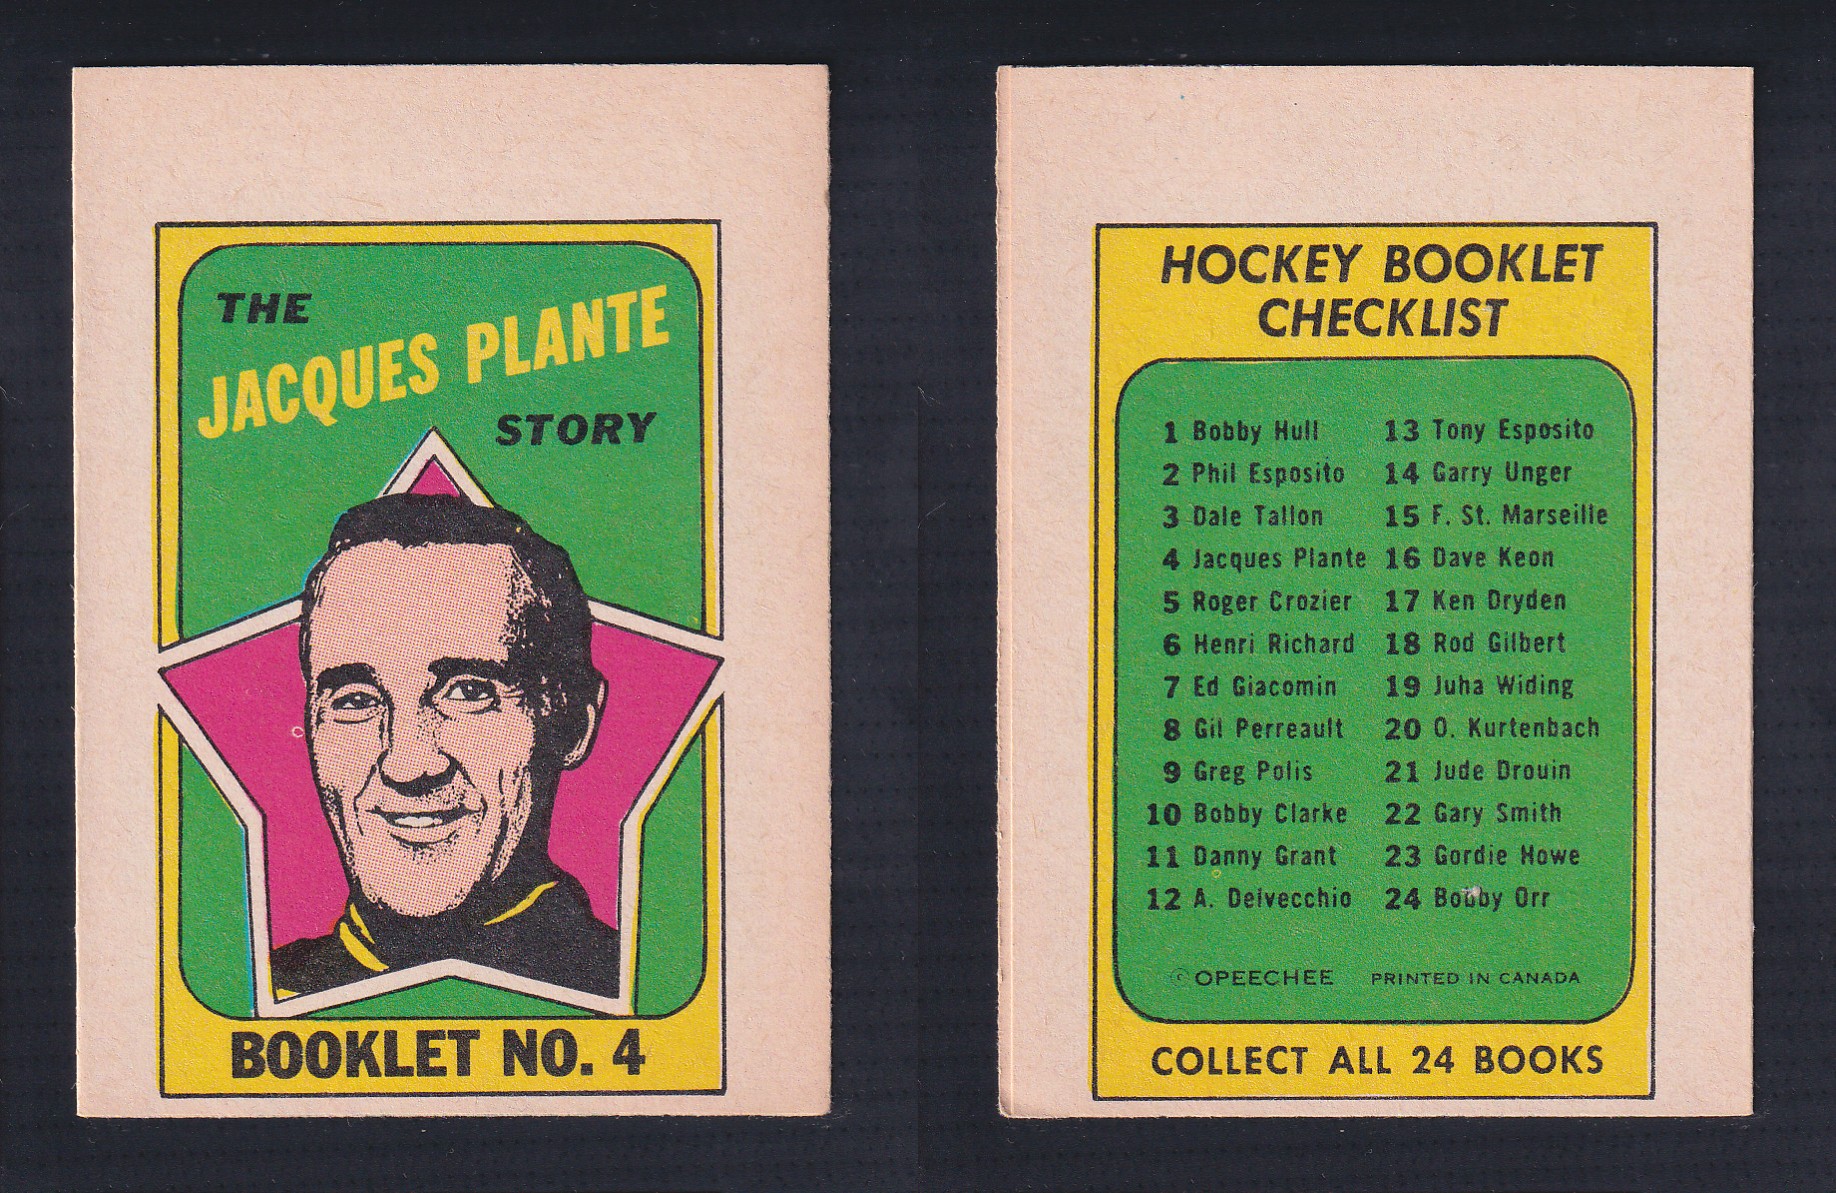 THE
JACQUES PLANTE
STORY
BOOKLET NO. 4
HOCKEY BOOKLET
CHECKLIST
1 Bobby Hull
2 Phil Esposito
3 Dale Tallon
4 Jacques Plante
5 Roger Crozier
6 Henri Richard
7 Ed Giacomin
8 Gil Perreault
9 Greg Polis
10 Bobby Clarke
11 Danny Grant
12 A. Delvecchio
13 Tony Esposito
14 Garry Unger
15 F. St. Marseille
16 Dave Keon
17 Ken Dryden
18 Rod Gilbert
19 Juha Widing
20 O. Kurtenbach
21 Jude Drouin
22 Gary Smith
23 Gordie Howe
24 Bobby Orr
© OPEECHEE PRINTED IN CANADA
COLLECT ALL 24 BOOKS